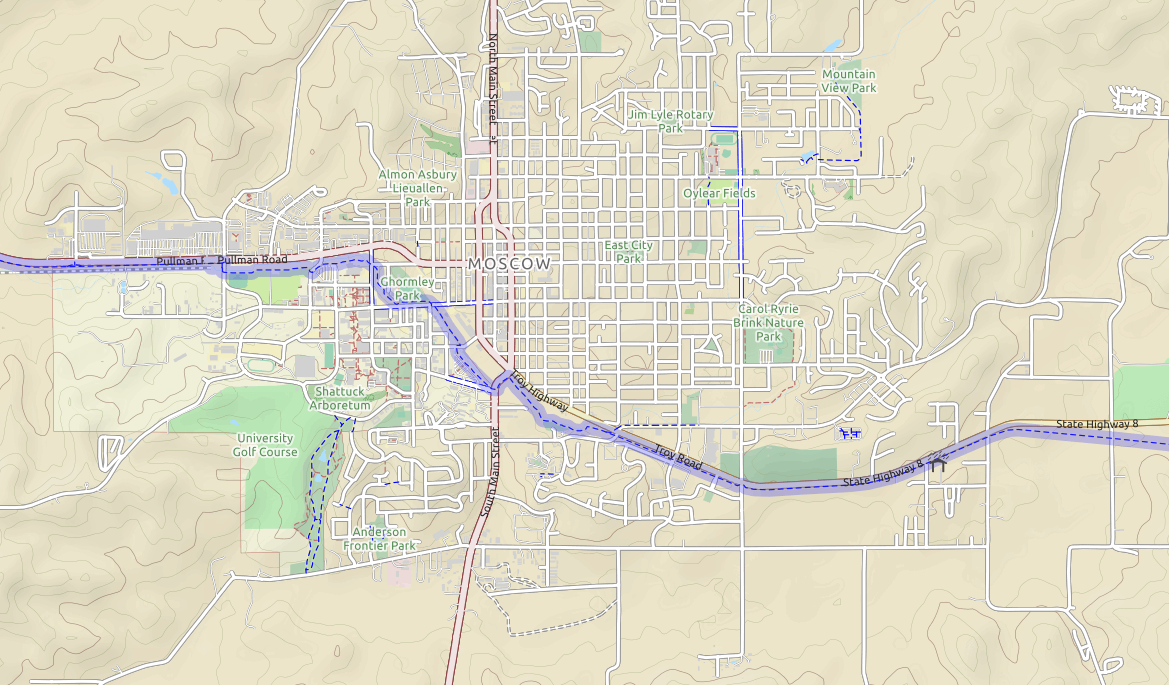 North Main Street
Mountain
View Park
Jim Lyle Rotary
Park
Almon Asbury
Lieuallen
Park
Oylear Fields
East City
Park
Pullman
Pullman Road
MOSCOW
Ghormley
Park
Carol Ryrie
Brink Nature
Park
Troy Highway
Shattuck
Arboretum
State Highway 8
University
Golf Course
South Main Street
Troy Road
State Highway 8
Anderson
Frontier Park